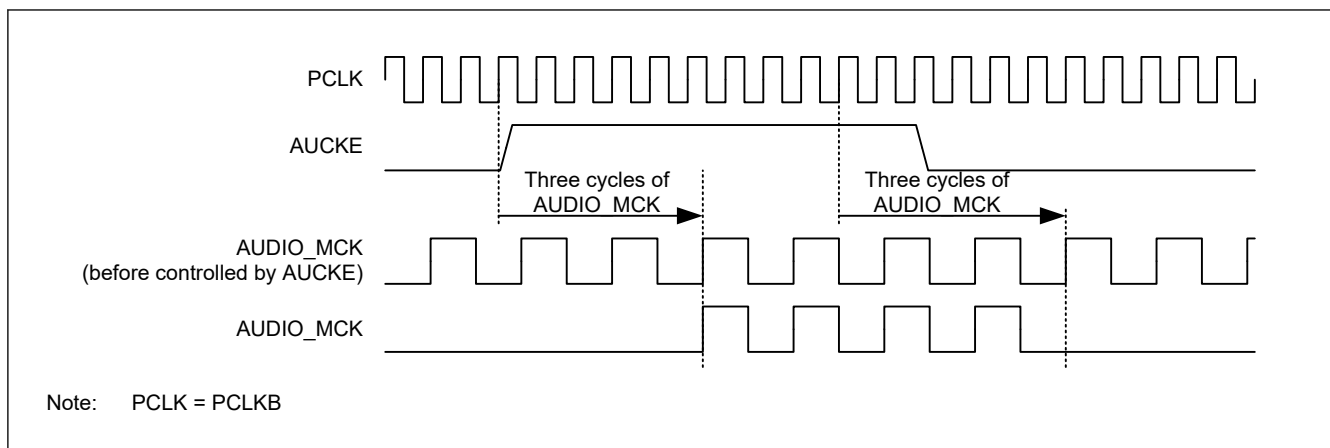 PCLK
AUCKE
Three cycles of
AUDIO_MCK
Three cycles of
AUDIO_MCK
AUDIO_MCK
(before controlled by AUCKE)
AUDIO_MCK
Note: PCLK = PCLKB